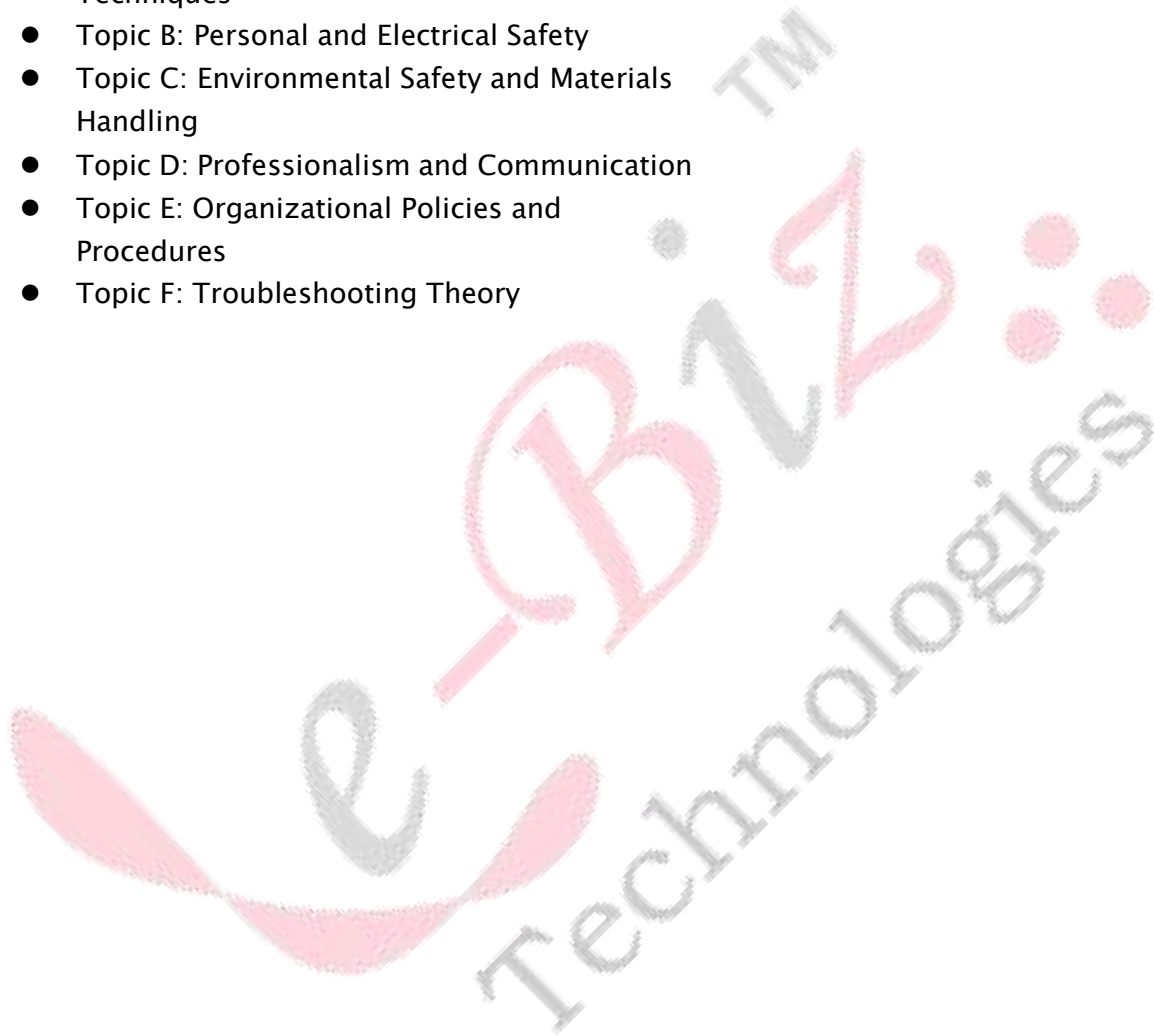 ● Topic B: Personal and Electrical Safety
● Topic C: Environmental Safety and Materials
Handling
● Topic D: Professionalism and Communication
● Topic E: Organizational Policies and
Procedures
● Topic F: Troubleshooting Theory
e-Biz TM
Technologies